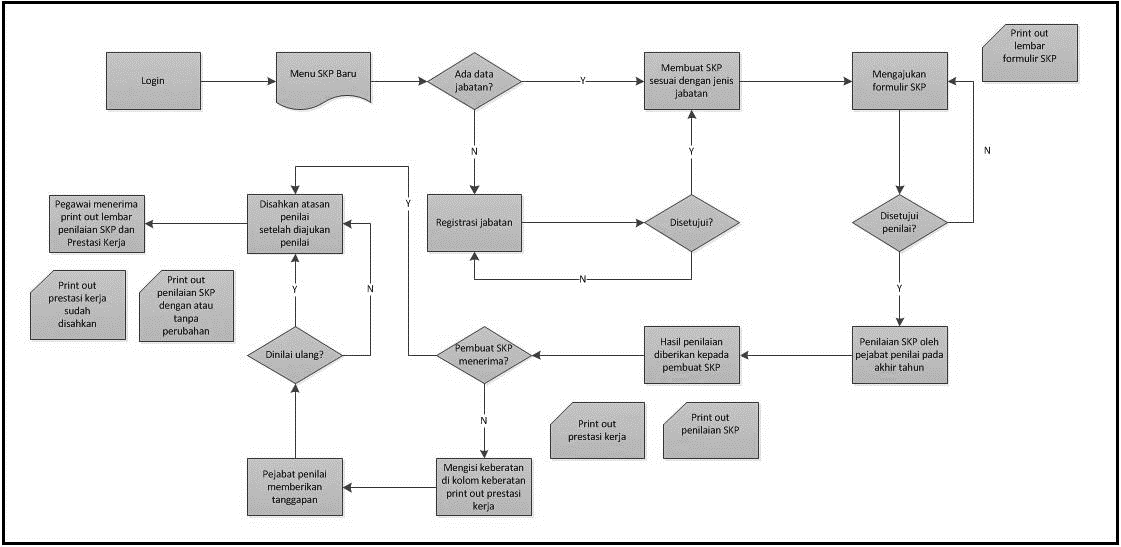 Login
Menu SKP Baru
Ada data
jabatan?
Y
Membuat SKP
sesuai dengan jenis
jabatan
Mengajukan
formulir SKP
Print out
lembar
formulir SKP
N
Y
N
Registrasi jabatan
Disetujui?
N
Disetujui
penilai?
Y
Pegawai menerima
print out lembar
penilaian SKP dan
Prestasi Kerja
Disahkan atasan
penilai
setelah diajukan
penilai
Y
Print out
prestasi kerja
sudah
disahkan
Print out
penilaian SKP
dengan atau
tanpa
perubahan
Y
N
Dinilai ulang?
Pembuat SKP
menerima?
Hasil penilaian
diberikan kepada
pembuat SKP
Penilaian SKP oleh
pejabat penilai pada
akhir tahun
N
Print out
prestasi kerja
Print out
penilaian SKP
Pejabat penilai
memberikan
tanggapan
Mengisi keberatan
di kolom keberatan
print out prestasi
kerja